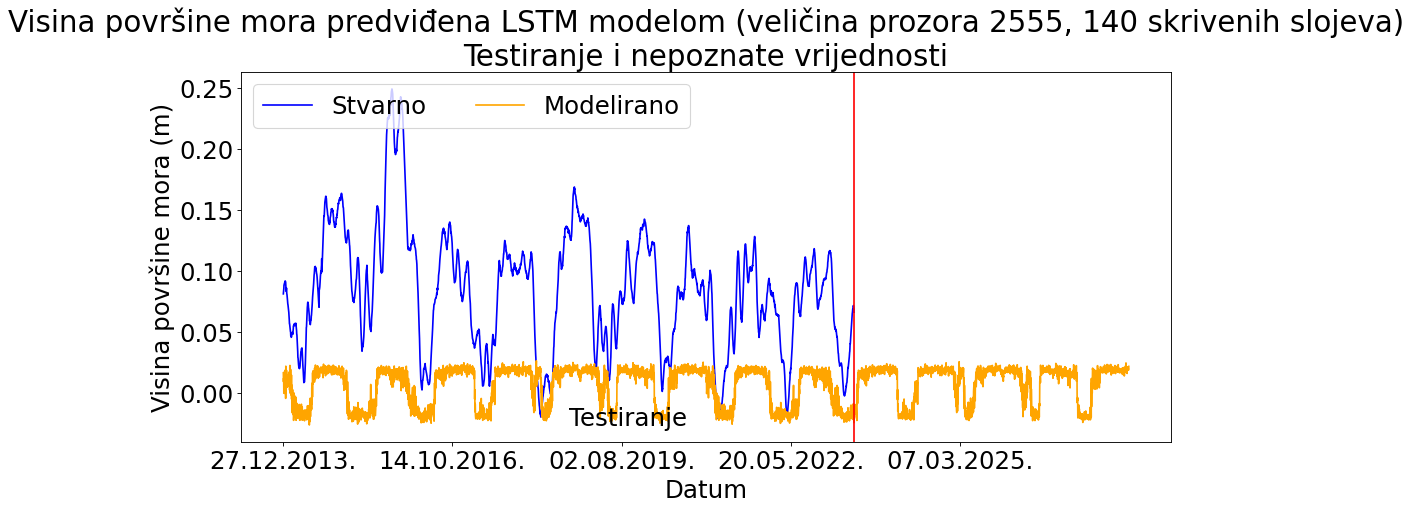 Visina površine mora predviđena LSTM modelom (veličina prozora 2555, 140 skrivenih slojeva)
Testiranje i nepoznate vrijednosti
Stvarno
Modelirano
0.25
0.20
0.15
0.10
0.05
0.00
Visina površine mora (m)
Testiranje
27.12.2013.
14.10.2016.
02.08.2019.
20.05.2022.
07.03.2025.
Datum